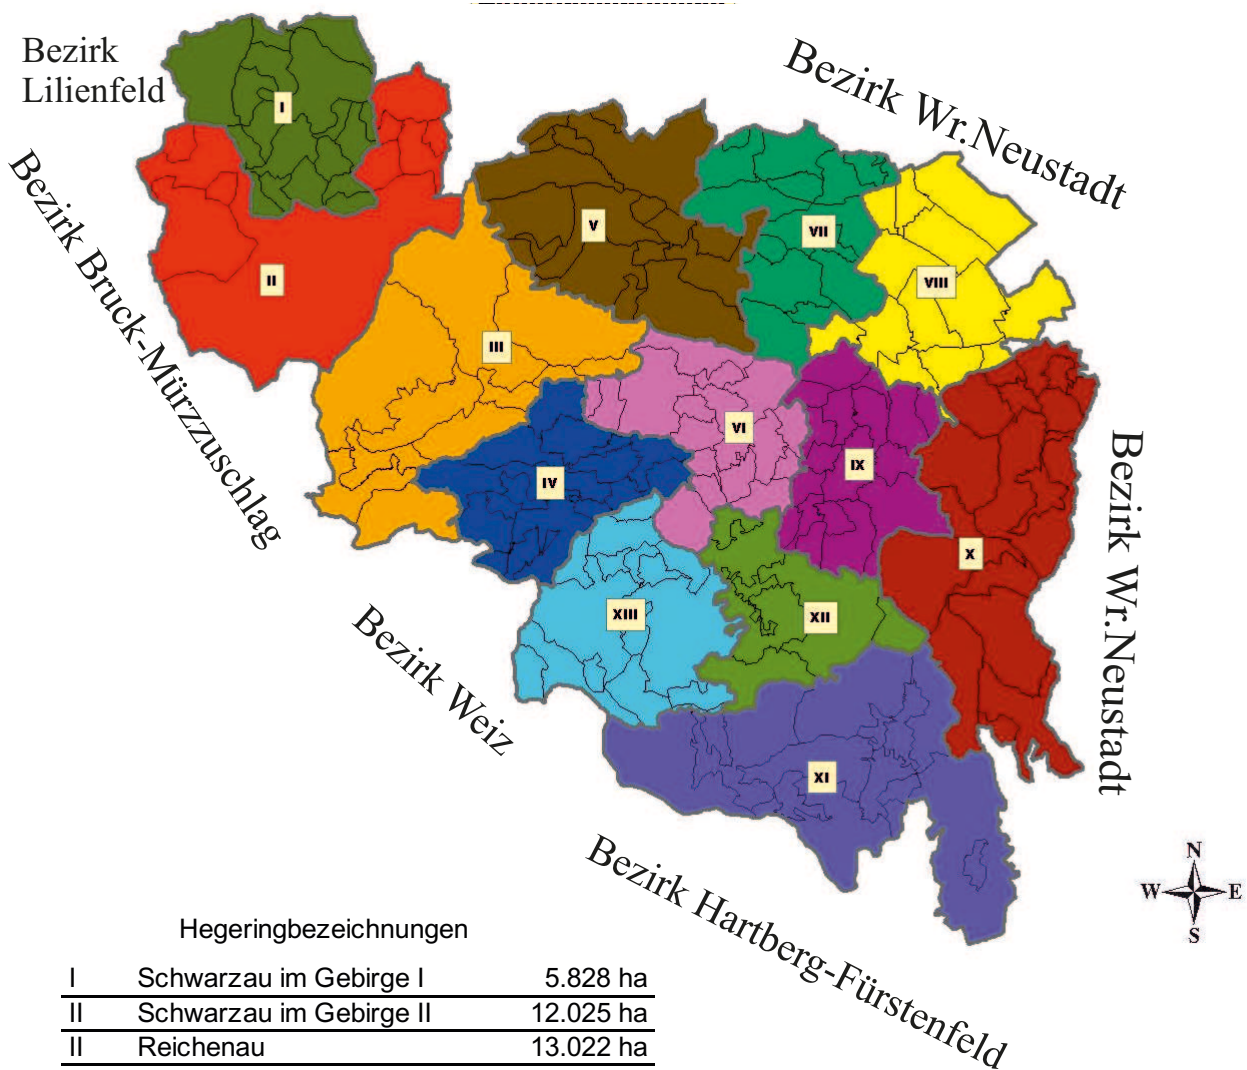 Bezirk
Lilienfeld
Bezirk Wr.Neustadt
Bezirk Bruck-Mürzzuschlag
I
II
III
V
VII
VIII
VI
IX
IV
X
XIII
XII
XI
Bezirk Wr.Neustadt
Bezirk Weiz
Bezirk Hartberg-Fürstenfeld
N
W E
S
Hegeringbezeichnungen
I Schwarzau im Gebirge I 5.828 ha
II Schwarzau im Gebirge II 12.025 ha
II Reichenau 13.022 ha